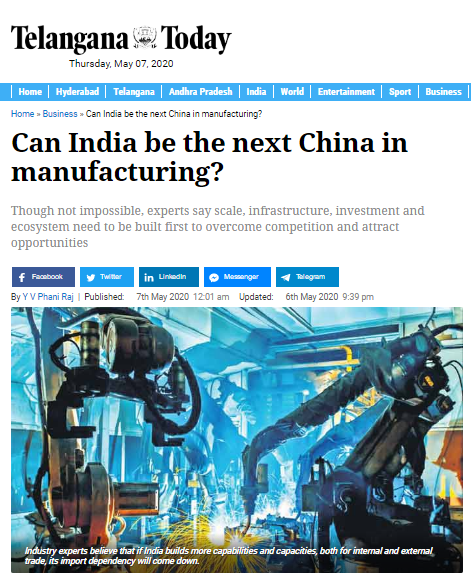 Telangana Today
Thursday, May 07, 2020
Home | Hyderabad | Telangana | Andhra Pradesh | India | World | Entertainment | Sport | Business |
Home » Business » Can India be the next China in manufacturing?
Can India be the next China in
manufacturing?
Though not impossible, experts say scale, infrastructure, investment and
ecosystem need to be built first to overcome competition and attract
opportunities
Facebook Twitter LinkedIn Messenger Telegram
By Y V Phani Raj | Published: 7th May 2020 12:01 am Updated: 6th May 2020 9:39 pm
Industry experts believe that if India builds more capabilities and capacities, both for internal and external
trade, its import dependency will come down.